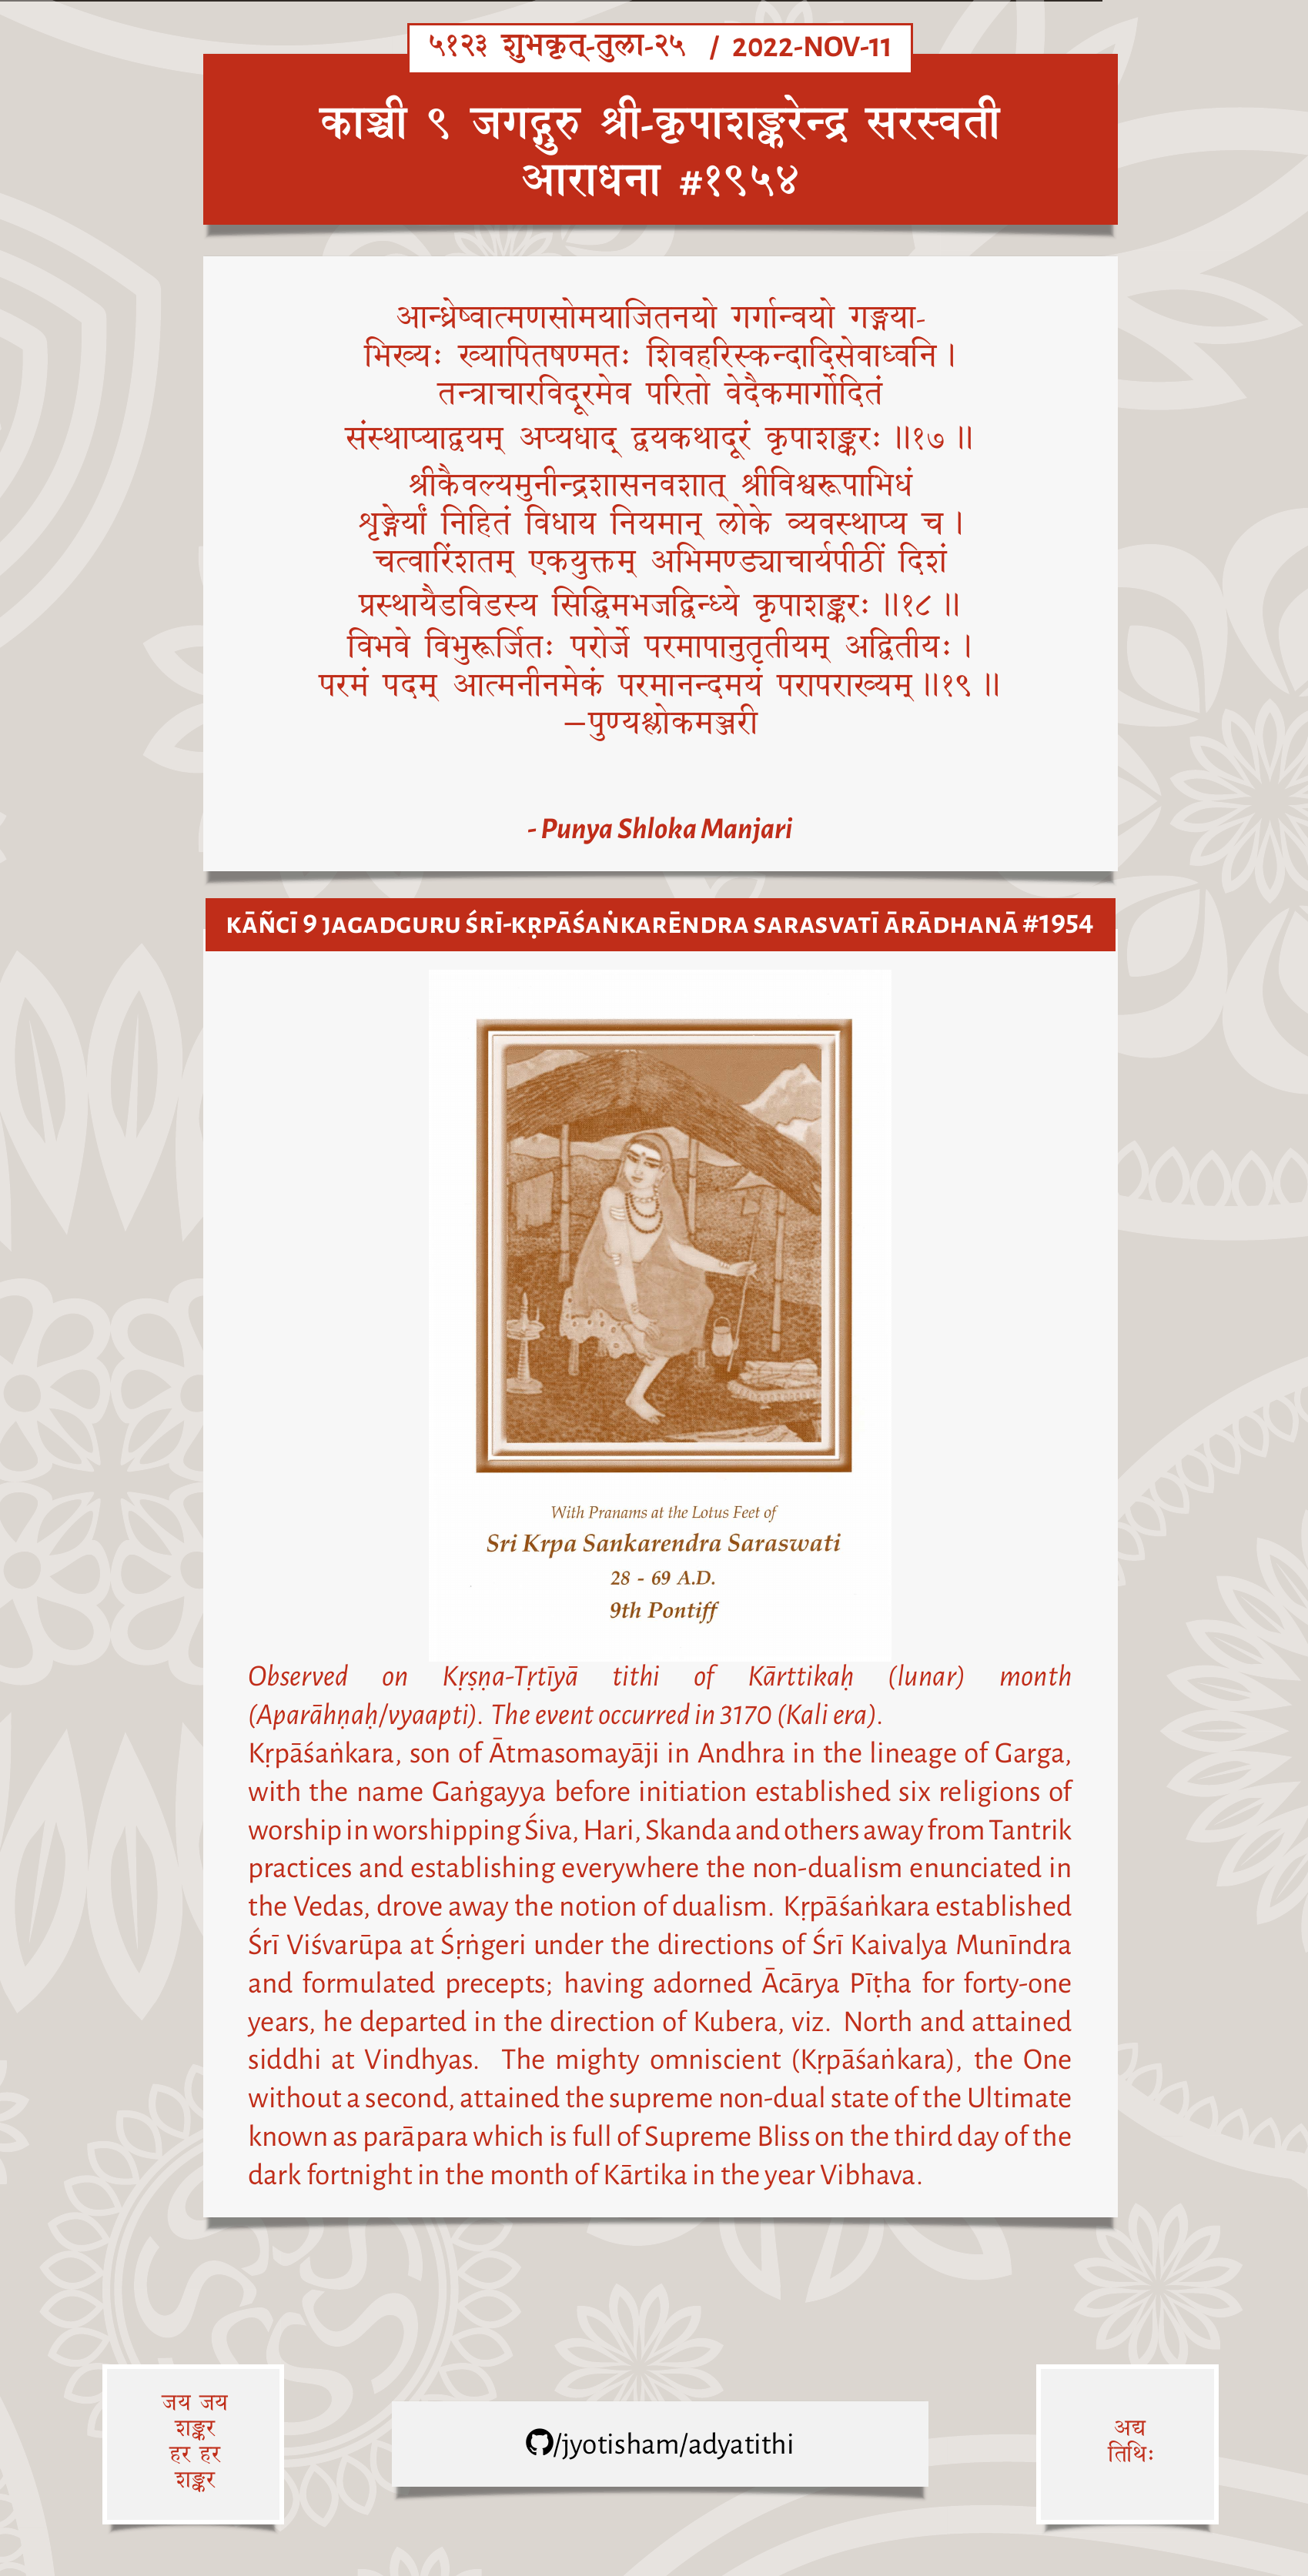 ५१२३ शुभकृत्-तुला-२५ / 2022-NOV-11
काञ्ची ९ जगद्गुरु श्री-कृपाशङ्करेन्द्र सरस्वती
आराधना #१९५४
आन्ध्रेष्वात्मणसोमयाजितनयो गर्गान्वयो गङ्गया-
भिख्यः ख्यापितषण्मतः शिवहरिस्कन्दादिसेवाध्वनि।
तन्त्राचारविदूरमेव परितो वेदैकमार्गोदितं
संस्थाप्याद्वयम् अप्यधाद् द्वयकथादूरं कृपाशङ्करः॥१७॥
श्रीकैवल्यमुनीन्द्रशासनवशात् श्रीविश्वरूपाभिधं
शृङ्गेर्यां निहितं विधाय नियमान् लोके व्यवस्थाप्य च।
चत्वारिंशतम् एकयुक्तम् अभिमण्ड्याचार्यपीठीं दिशं
प्रस्थायैडविडस्य सिद्धिमभजद्विन्ध्ये कृपाशङ्करः॥१८॥
विभवे विभुरूर्जितः परोर्जे परमापानुतृतीयम् अद्वितीयः।
परमं पदम् आत्मनीनमेकं परमानन्दमयं परापराख्यम्॥१९॥
—पुण्यश्लोकमञ्जरी
- Punya Shloka Manjari
KĀÑCĪ 9 JAGADGURU ŚRĪ-KṚPĀŚAṄKARĒNDRA SARASVATĪ ĀRĀDHANĀ #1954
With Pranams at the Lotus Feet of
Sri Krpa Sankarendra Saraswati
28 - 69 A.D.
9th Pontiff
Observed on Kṛṣṇa-Tṛtīyā tithi of Kārttikaḥ (lunar) month
(Aparāhṇaḥ/vyaapti). The event occurred in 3170 (Kali era).
Kṛpāśaṅkara, son of Ātmasomayāji in Andhra in the lineage of Garga,
with the name Gaṅgayya before initiation established six religions of
worship in worshipping Śiva, Hari, Skanda and others away from Tantrik
practices and establishing everywhere the non-dualism enunciated in
the Vedas, drove away the notion of dualism. Kṛpāśaṅkara established
Śrī Viśvarūpa at Śṛṅgeri under the directions of Śrī Kaivalya Munīndra
and formulated precepts; having adorned Ācārya Pīṭha for forty-one
years, he departed in the direction of Kubera, viz. North and attained
siddhi at Vindhyas. The mighty omniscient (Kṛpāśaṅkara), the One
without a second, attained the supreme non-dual state of the Ultimate
known as parāpara which is full of Supreme Bliss on the third day of the
dark fortnight in the month of Kārtika in the year Vibhava.
जय जय
शङ्कर
हर हर
शङ्कर
/jyotisham/adyatithi
अद्य
तिथिः